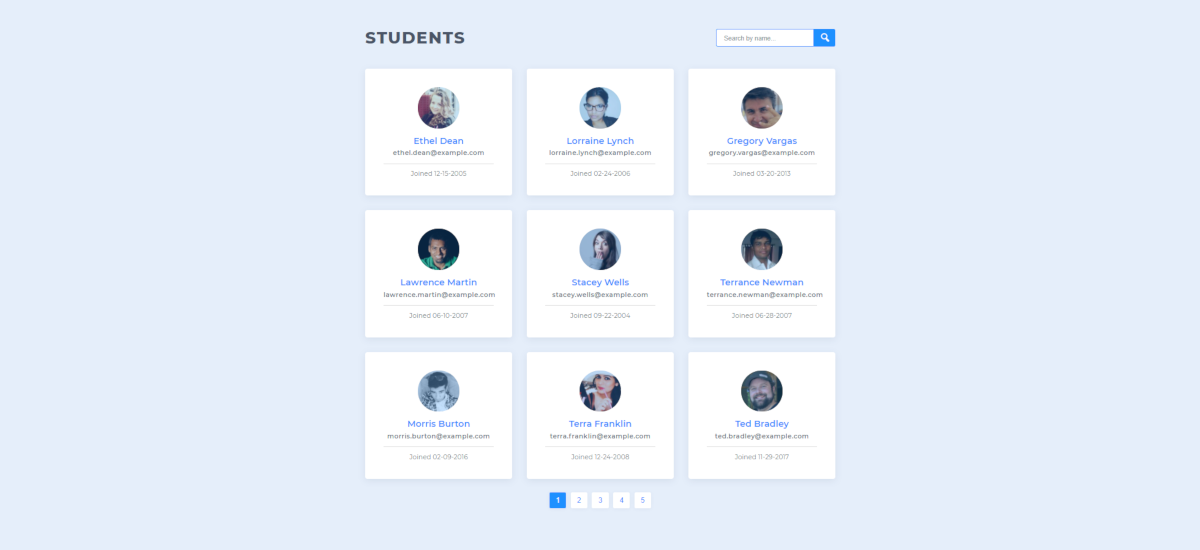 STUDENTS
Search by name...
Ethel Dean
ethel.dean@example.com
Joined 12-15-2005
Lorraine Lynch
lorraine.lynch@example.com
Joined 02-24-2006
Gregory Vargas
gregory.vargas@example.com
Joined 03-20-2013
Lawrence Martin
lawrence.martin@example.com
Joined 06-10-2007
Stacey Wells
stacey.wells@example.com
Joined 09-22-2004
Terrance Newman
terrance.newman@example.com
Joined 06-28-2007
Morris Burton
morris.burton@example.com
Joined 02-09-2016
Terra Franklin
terra.franklin@example.com
Joined 12-24-2008
Ted Bradley
ted.bradley@example.com
Joined 11-29-2017
1 2 3 4 5